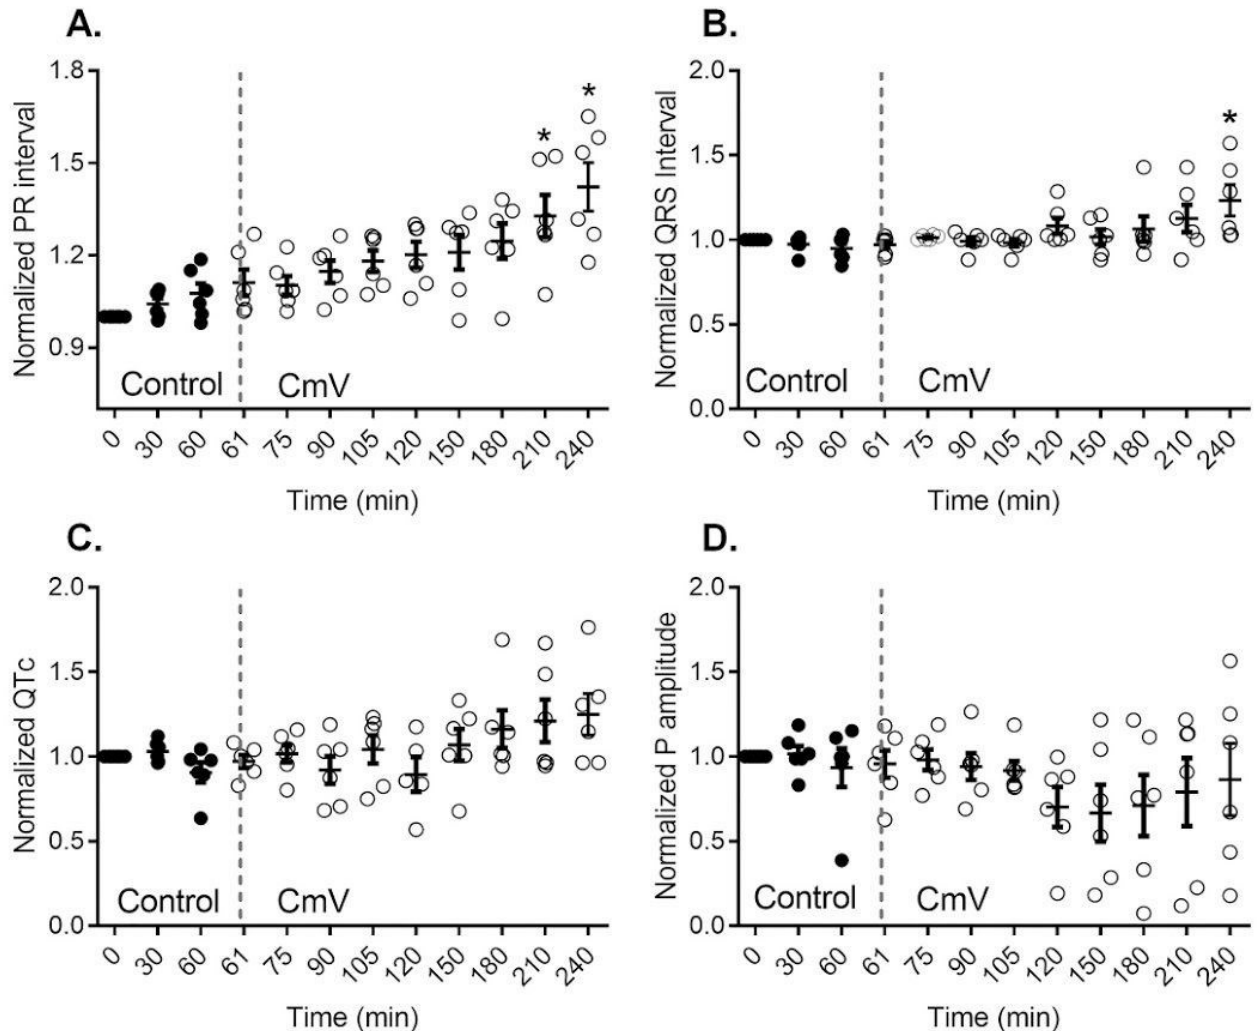 A.
Normalized PR interval
1.8
1.5
1.2
0.9
* *
Control CmV
0 30 60 61 75 90 105 120 150 180 210 240
Time (min)
B.
Normalized QRS Interval
2.0
1.5
1.0
0.5
0.0
*
Control CmV
0 30 60 61 75 90 105 120 150 180 210 240
Time (min)
C.
Normalized QTc
2.0
1.5
1.0
0.5
0.0
Control CmV
0 30 60 61 75 90 105 120 150 180 210 240
Time (min)
D.
Normalized P amplitude
2.0
1.5
1.0
0.5
0.0
Control CmV
0 30 60 61 75 90 105 120 150 180 210 240
Time (min)